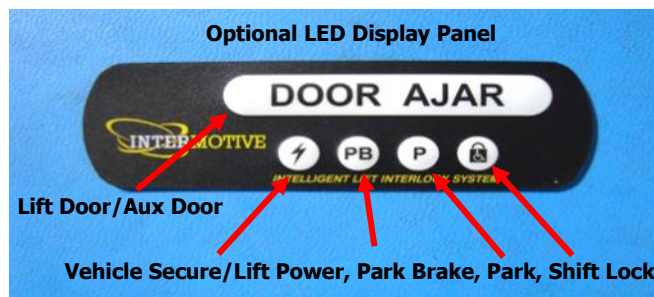 Optional LED Display Panel
DOOR AJAR
INTERMOTIVE
PB P
INTELLIGENT LIFT INTERLOCK SYSTEM
Lift Door/Aux Door
Vehicle Secure/Lift Power, Park Brake, Park, Shift Lock